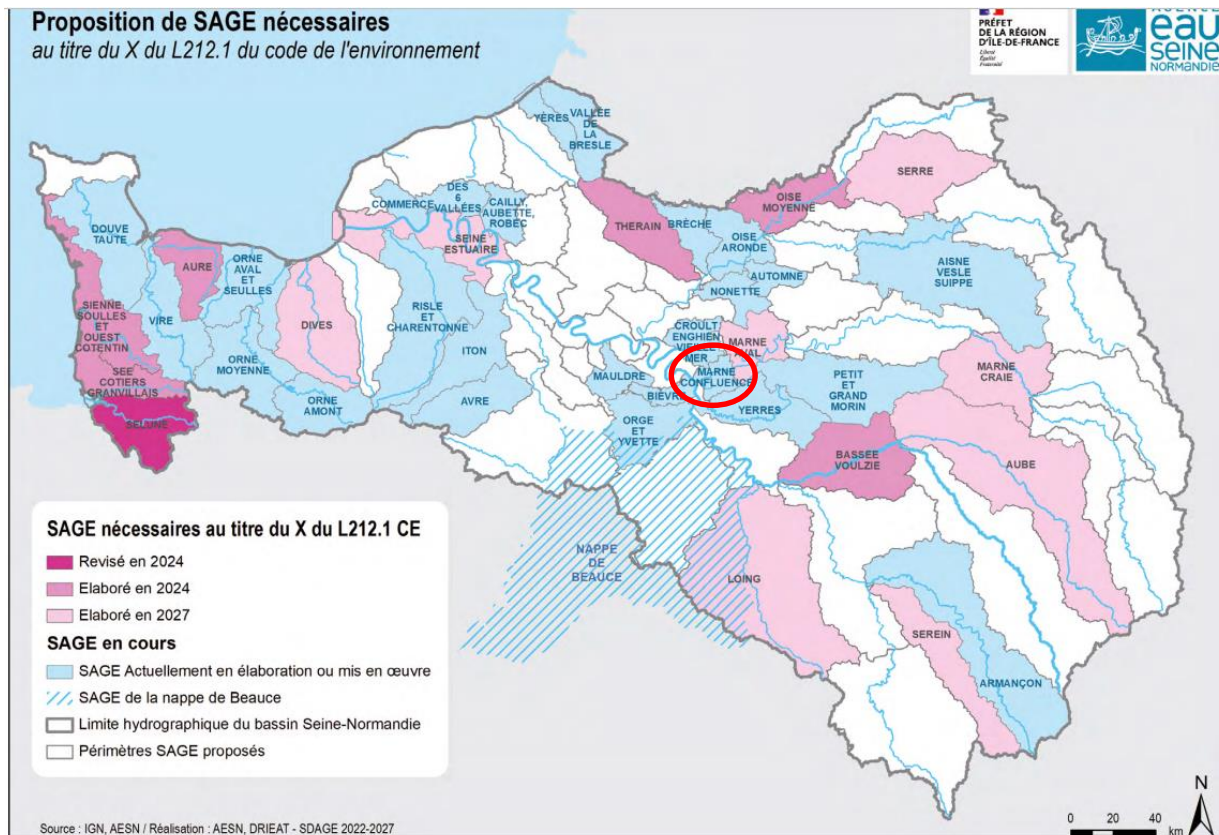 Proposition de SAGE nécessaires
au titre du X du L212.1 du code de l'environnement
PRÉFET
DE LA RÉGION
D'ÎLE-DE-FRANCE
Liberté
Égalité
Fraternité
eau
SEINE
NORMANDIE
YÈRES
VALLÉE
DE
LA
BRESLE
SERRE
OISE
MOYENNE
COMMERCE
DES
6
VALLÉES
CAILLY,
AUBETTE,
ROBEC
SEINE
ESTUAIRE
THERAIN
BRÈCHE
OISE
ARONDE
DOUVE
TAUTE
AURE
ORNE
AVAL
ET
SEULLES
AISNE
VESLE
SUIPPE
AUTOMNE
NONETTE
SIENNE
SOULLES
ET
OUEST
COTENTIN
VIRE
DIVES
RISLE
ET
CHARENTONNE
ITON
CROULT
ENGHIEN
VIEILLE
MER
MARNE
AVAL
MARNE
CONFLUENCE
ORNE
MOYENNE
MAULDRE
PETIT
ET
GRAND
MORIN
MARNE
CRAIE
SEE
COTIERS
GRANVILLAIS
ORNE
AMONT
AVRE
BIÈVRE
YERRES
SELUNE
ORGE
ET
YVETTE
BASSEE
VOULZIE
AUBE
NAPPE
DE
BEAUCE
LOING
SEREIN
ARMANÇON
SAGE nécessaires au titre du X du L212.1 CE
Revisé en 2024
Elaboré en 2024
Elaboré en 2027
SAGE en cours
SAGE Actuellement en élaboration ou mis en œuvre
SAGE de la nappe de Beauce
Limite hydrographique du bassin Seine-Normandie
Périmètres SAGE proposés
N
0 20 40
km
Source : IGN, AESN / Réalisation : AESN, DRIEAT - SDAGE 2022-2027